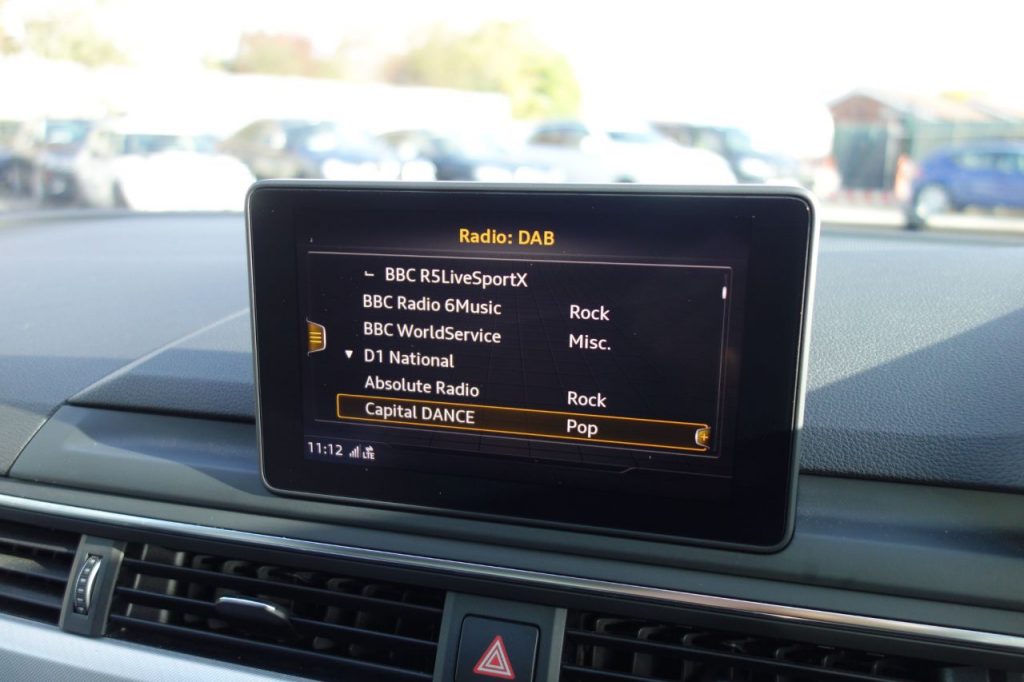 Radio: DAB
BBC R5LiveSportX
BBC Radio 6Music Rock
BBC WorldService Misc.
D1 National
Absolute Radio Rock
Capital DANCE Pop
11:12 LTE